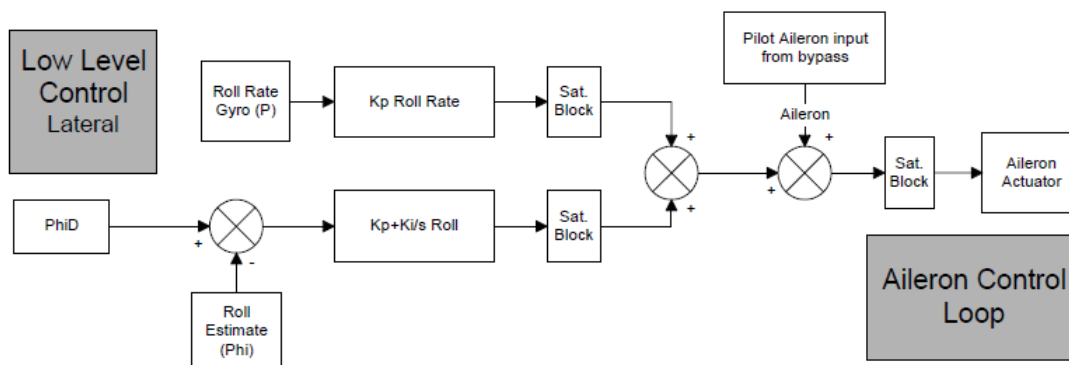 Low Level
Control
Lateral
Roll Rate
Gyro (P)
Kp Roll Rate
Sat.
Block
+
Pilot Aileron input
from bypass
Aileron
+
+
Sat.
Block
Aileron
Actuator
PhiD
+
-
Roll
Estimate
(Phi)
Kp+Ki/s Roll
Sat.
Block
+
Aileron Control
Loop